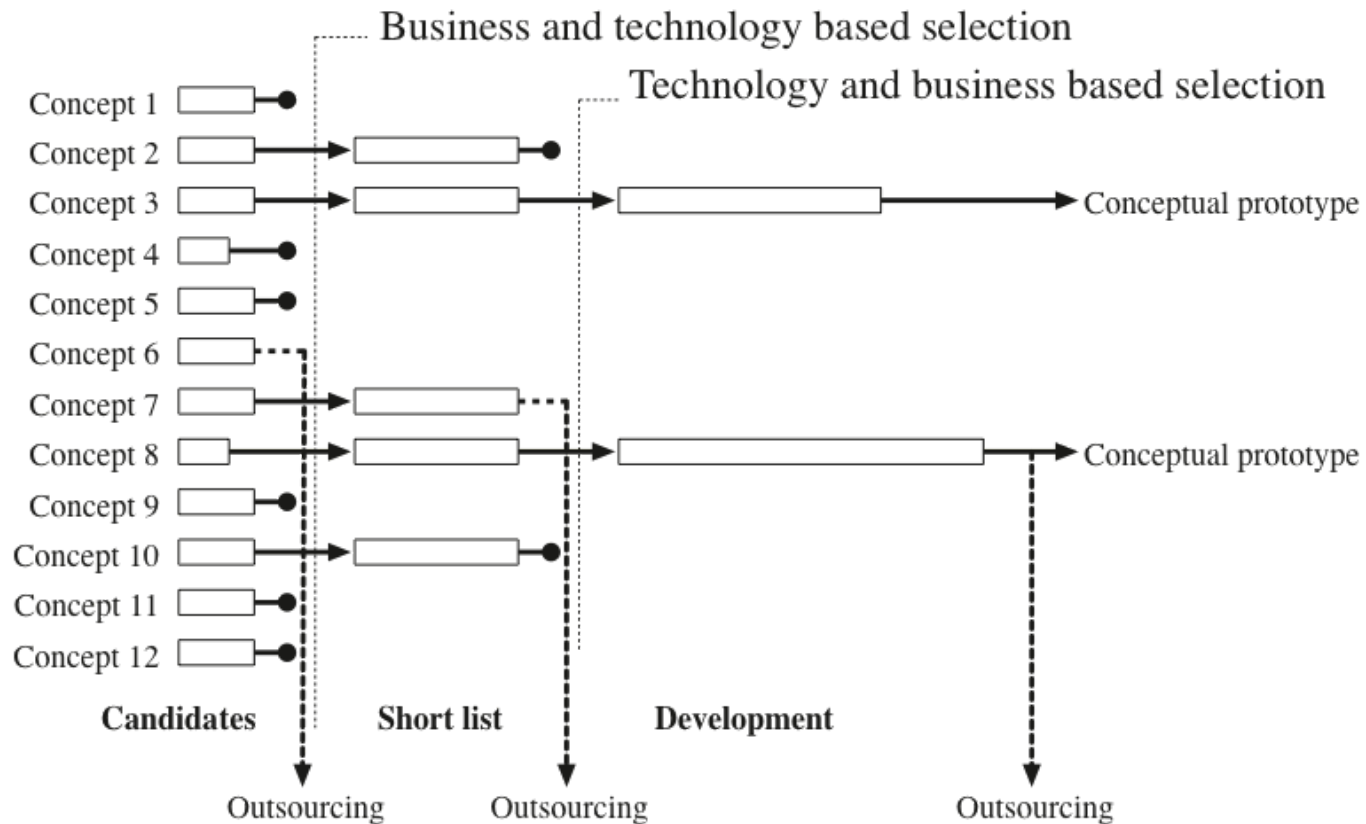 Business and technology based selection
Technology and business based selection
Concept 1
Concept 2
Concept 3
Conceptual prototype
Concept 4
Concept 5
Concept 6
Concept 7
Concept 8
Conceptual prototype
Concept 9
Concept 10
Concept 11
Concept 12
Candidates
Short list
Development
Outsourcing
Outsourcing
Outsourcing